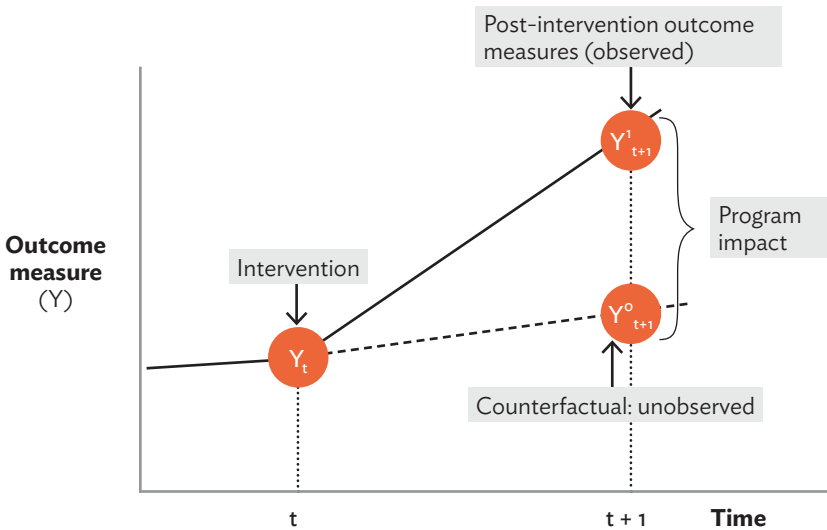 Post-intervention outcome
measures (observed)
Y¹ₜ₊₁
Program
impact
Outcome
measure
(Y)
Intervention
Yₜ
Y⁰ₜ₊₁
Counterfactual: unobserved
t
t + 1
Time